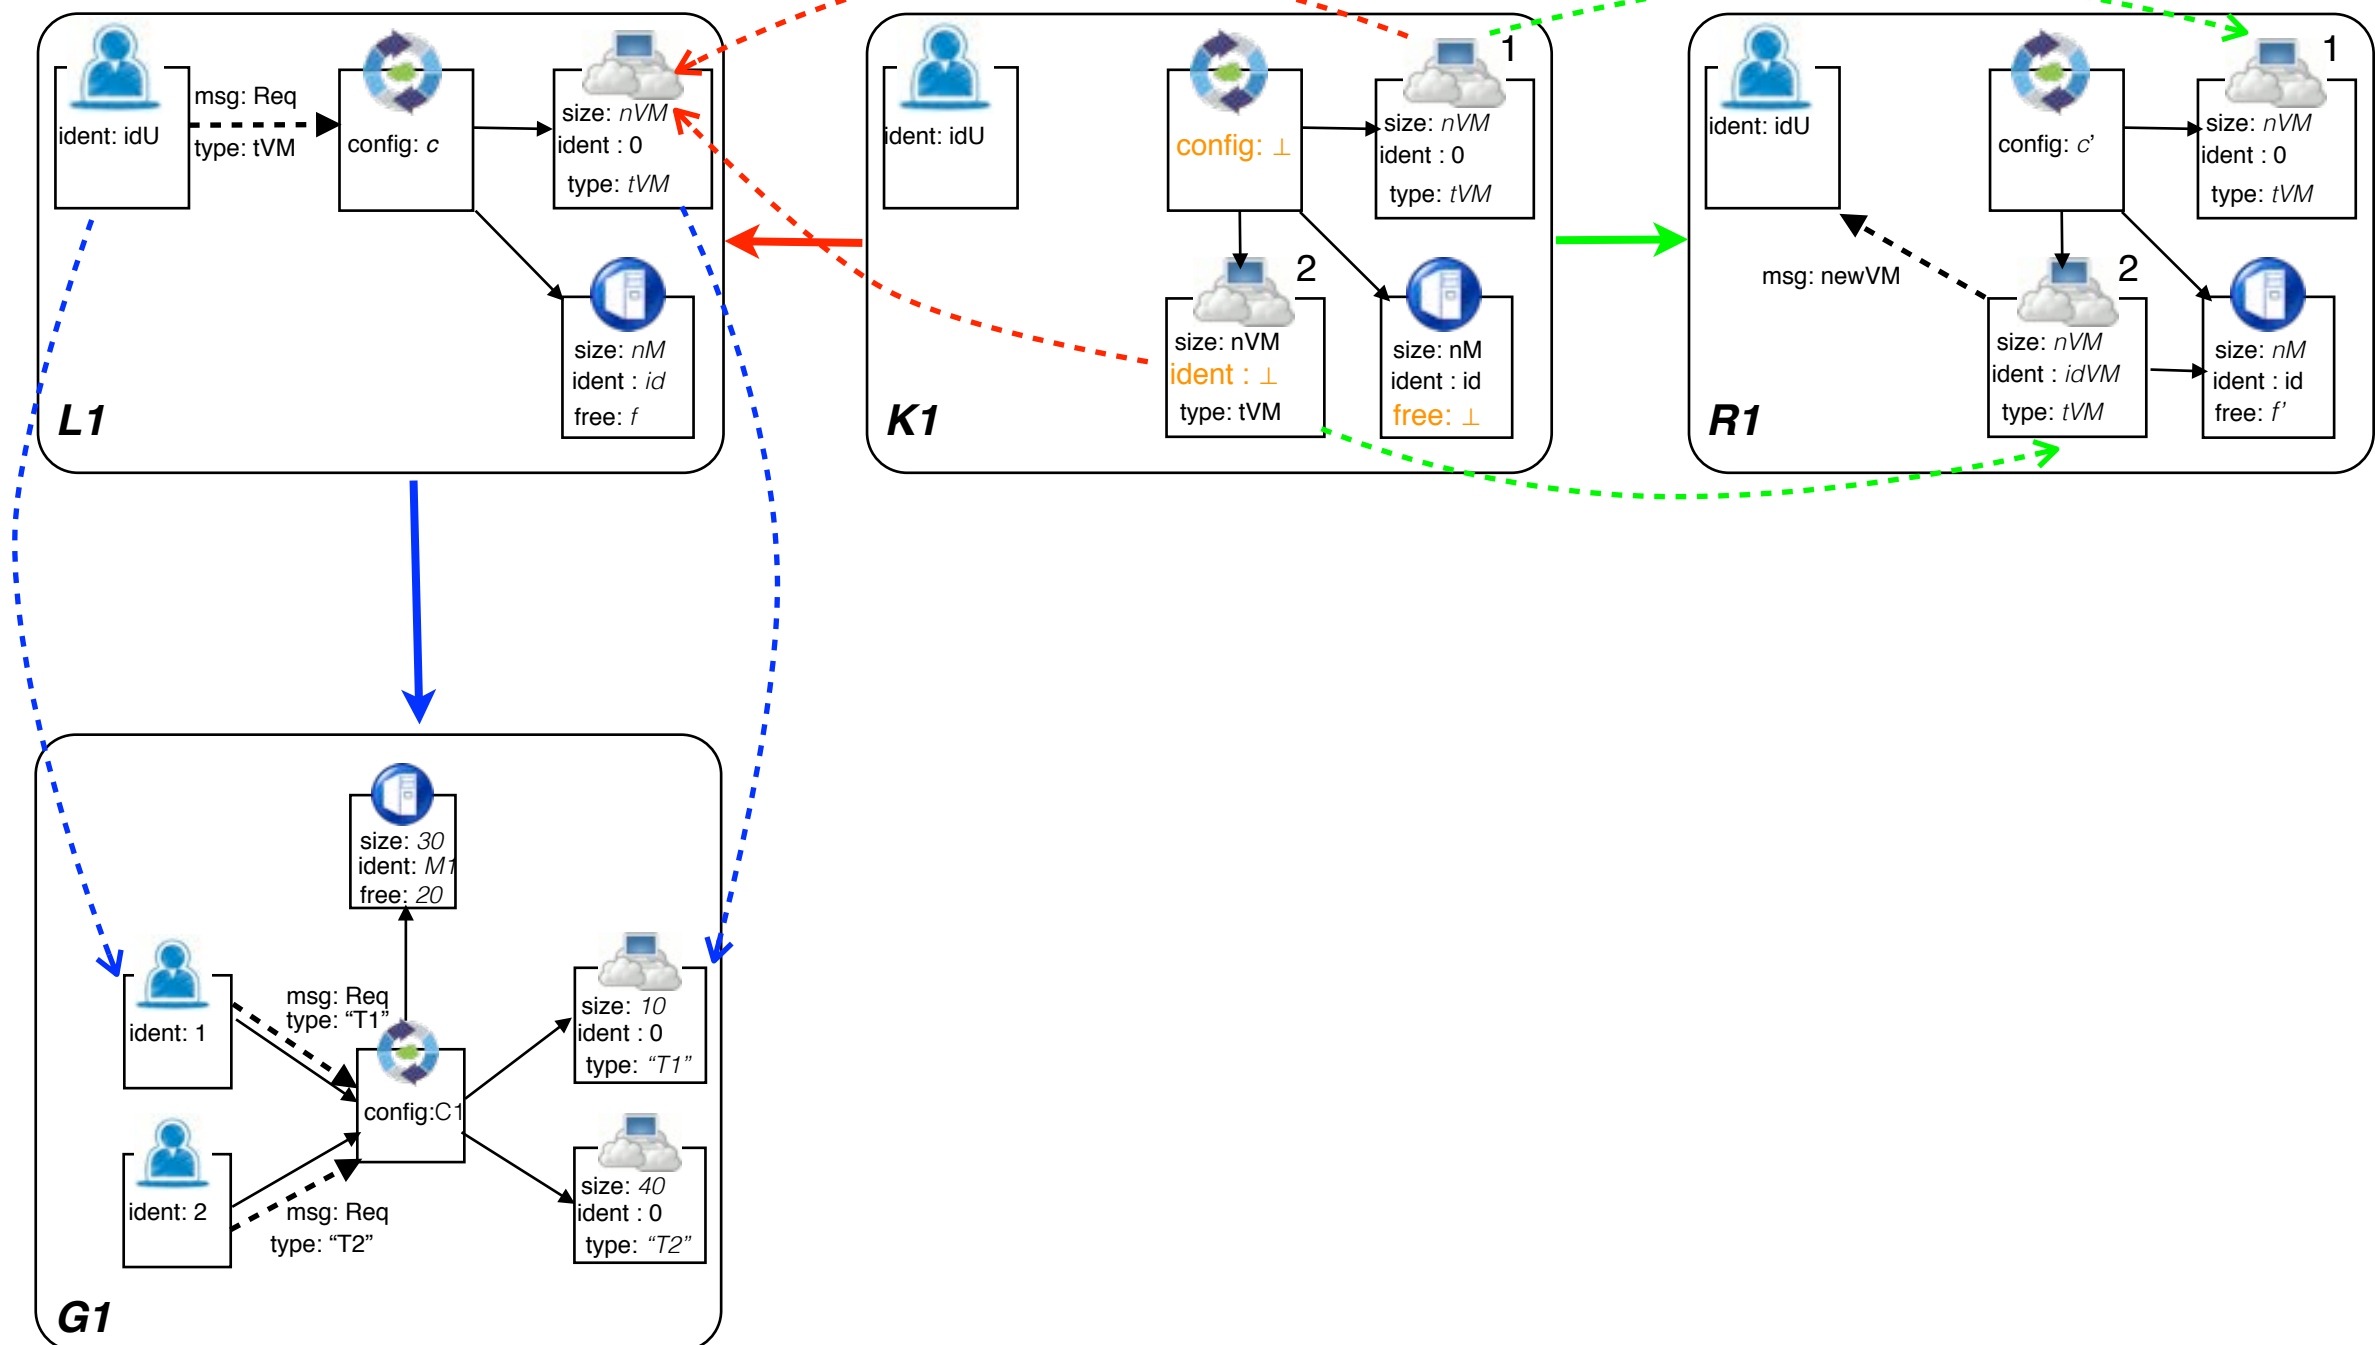 msg: Req
type: tVM
ident: idU
config: c
size: nVM
ident : 0
type: tVM
size: nM
ident : id
free: f
L1
ident: idU
config: ⊥
1
size: nVM
ident : 0
type: tVM
2
size: nVM
ident : ⊥
type: tVM
size: nM
ident: id
free: ⊥
K1
ident: idU
config: c'
1
size: nVM
ident : 0
type: tVM
msg: newVM
2
size: nVM
ident : idVM
type: tVM
size: nM
ident: id
free: f'
R1
size: 30
ident: M1
free: 20
ident: 1
msg: Req
type: “T1”
config:C1
size: 10
ident : 0
type: “T1”
ident: 2
msg: Req
type: “T2”
size: 40
ident : 0
type: “T2”
G1